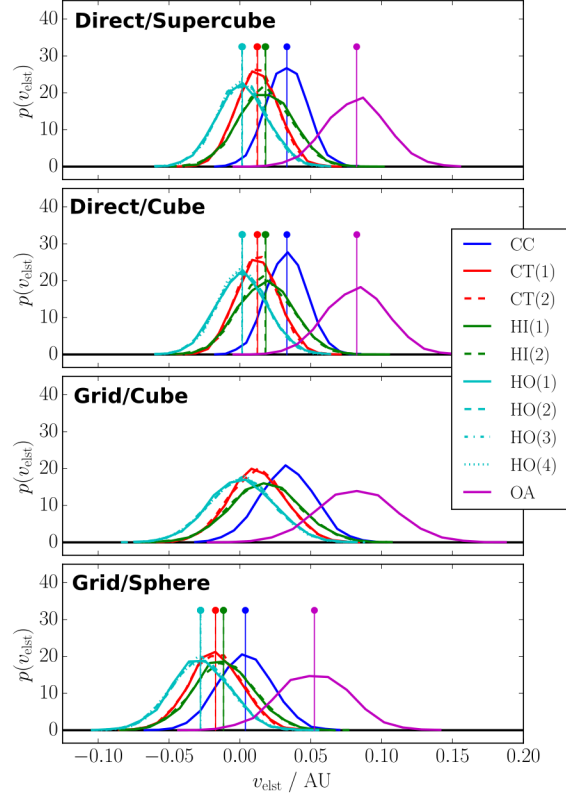 Direct/Supercube
40
30
20
10
0
p(v_elst)
Direct/Cube
40
30
20
10
0
p(v_elst)
CC
CT(1)
CT(2)
HI(1)
HI(2)
HO(1)
HO(2)
HO(3)
HO(4)
OA
Grid/Cube
40
30
20
10
0
p(v_elst)
Grid/Sphere
40
30
20
10
0
p(v_elst)
−0.10 −0.05 0.00 0.05 0.10 0.15 0.20
v_elst / AU